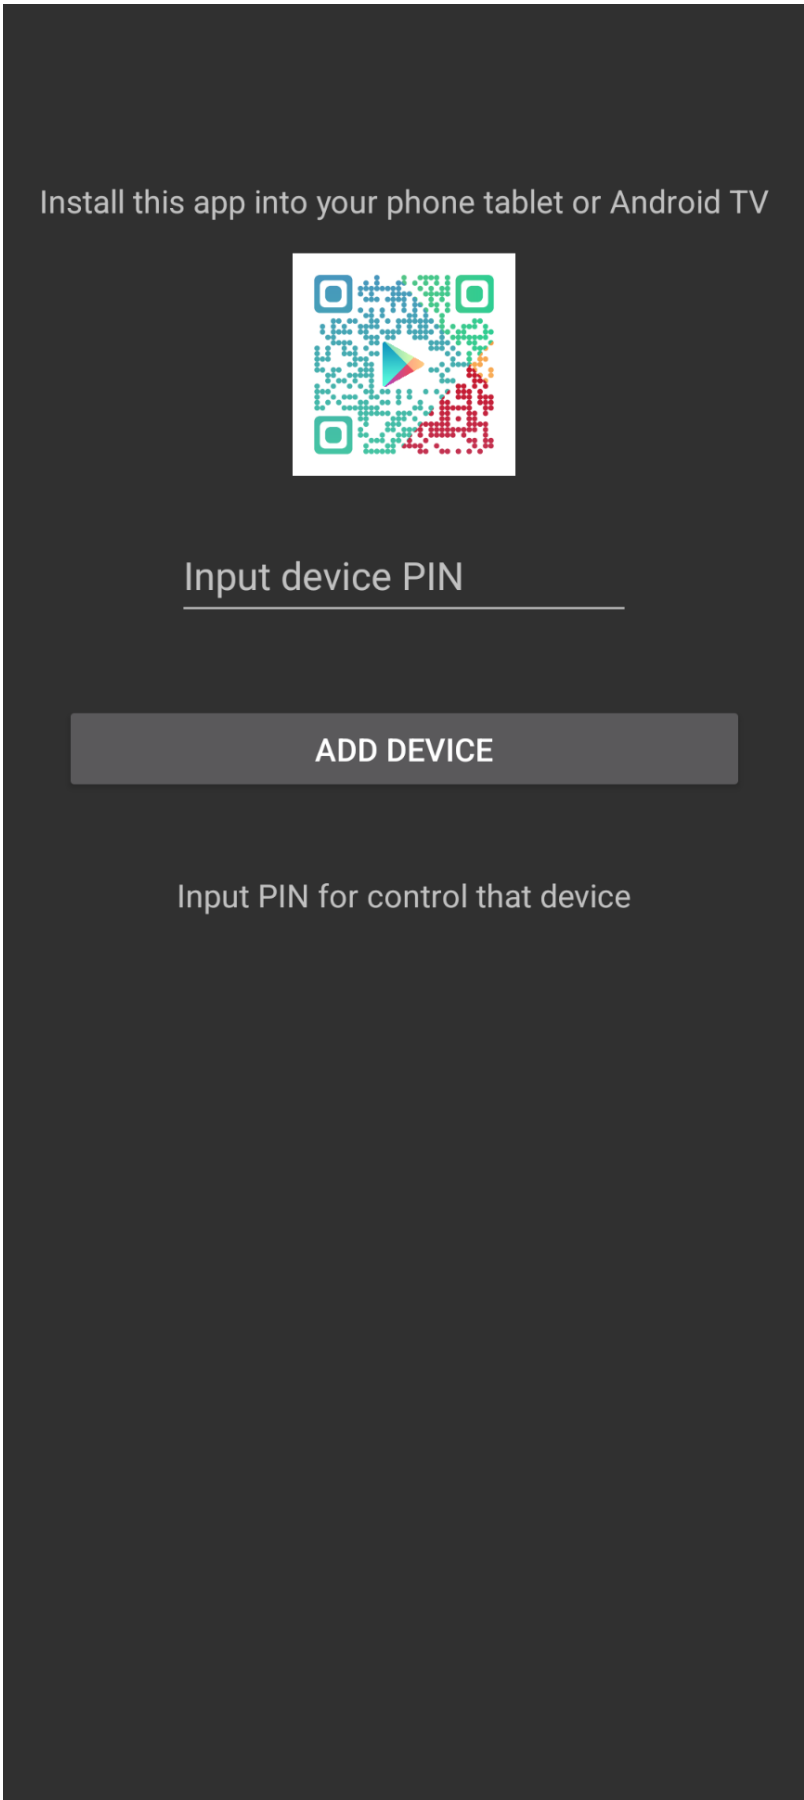 Install this app into your phone tablet or Android TV
Input device PIN
ADD DEVICE
Input PIN for control that device